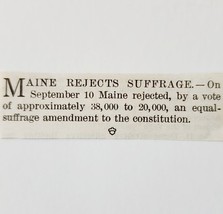 MAINE REJECTS SUFFRAGE.—On
September 10 Maine rejected, by a vote
of approximately 38,000 to 20,000, an equal-
suffrage amendment to the constitution.